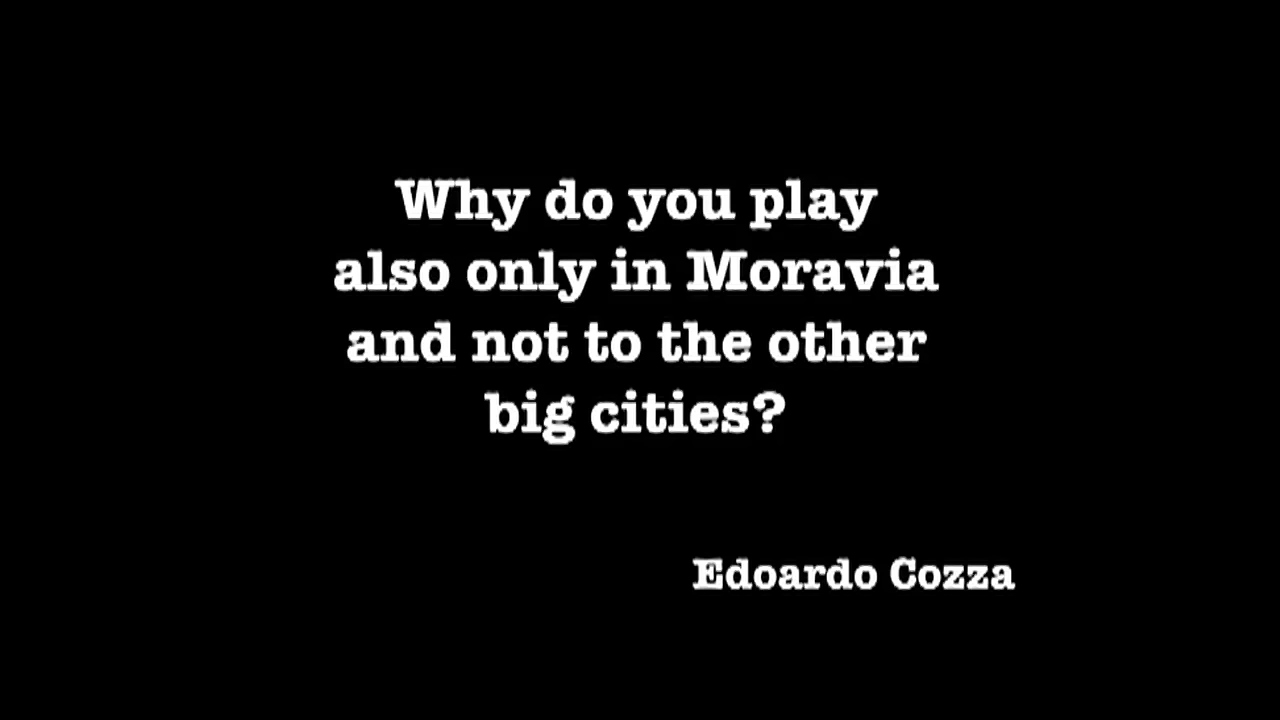 Why do you play
also only in Moravia
and not to the other
big cities?
Edoardo Cozza